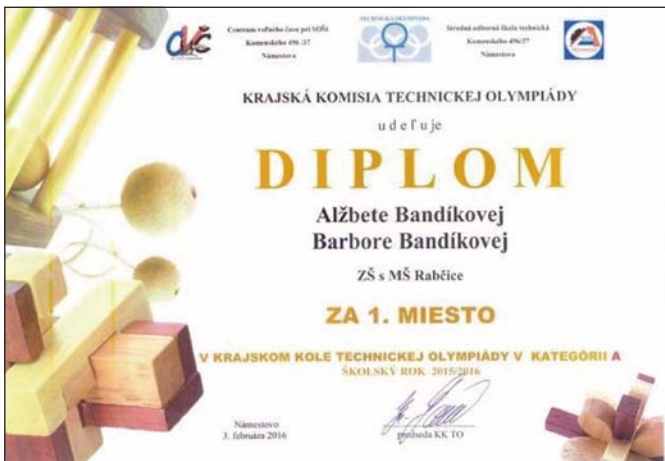 Centrum voľného času pri SOŠt
Komenského 496/37
Námestovo
TECHNICKÁ OLYMPIÁDA
Stredná odborná škola technická
Komenského 496/37
Námestovo
KRAJSKÁ KOMISIA TECHNICKEJ OLYMPIÁDY
udeľuje
DIPLOM
Alžbete Bandíkovej
Barbore Bandíkovej
ZŠ s MŠ Rabčice
ZA 1. MIESTO
V KRAJSKOM KOLE TECHNICKEJ OLYMPIÁDY V KATEGÓRII A
ŠKOLSKÝ ROK 2015/2016
Námestovo
3. februára 2016
predseda KK TO